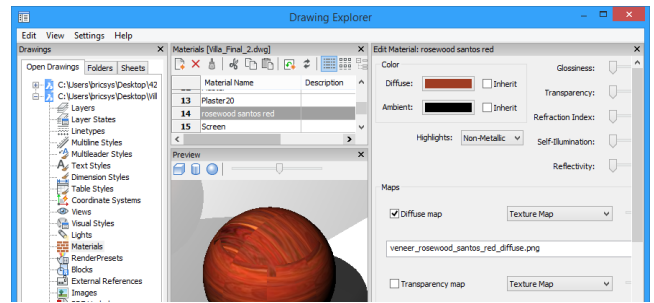 Drawing Explorer
Edit View Settings Help
Drawings
Open Drawings Folders Sheets
C:\Users\bricsys\Desktop\42
C:\Users\bricsys\Desktop\Vill
Layers
Layer States
Linetypes
Multiline Styles
Multileader Styles
Text Styles
Dimension Styles
Table Styles
Coordinate Systems
Views
Visual Styles
Lights
Materials
RenderPresets
Blocks
External References
Images
Materials [Villa_Final_2.dwg]
Material Name Description
13 Plaster20
14 rosewood santos red
15 Screen
Preview
Edit Material: rosewood santos red
Color
Diffuse: Inherit
Ambient: Inherit
Highlights: Non-Metallic
Glossiness:
Transparency:
Refraction Index:
Self-Illumination:
Reflectivity:
Maps
Diffuse map Texture Map
veneer_rosewood_santos_red_diffuse.png
Transparency map Texture Map